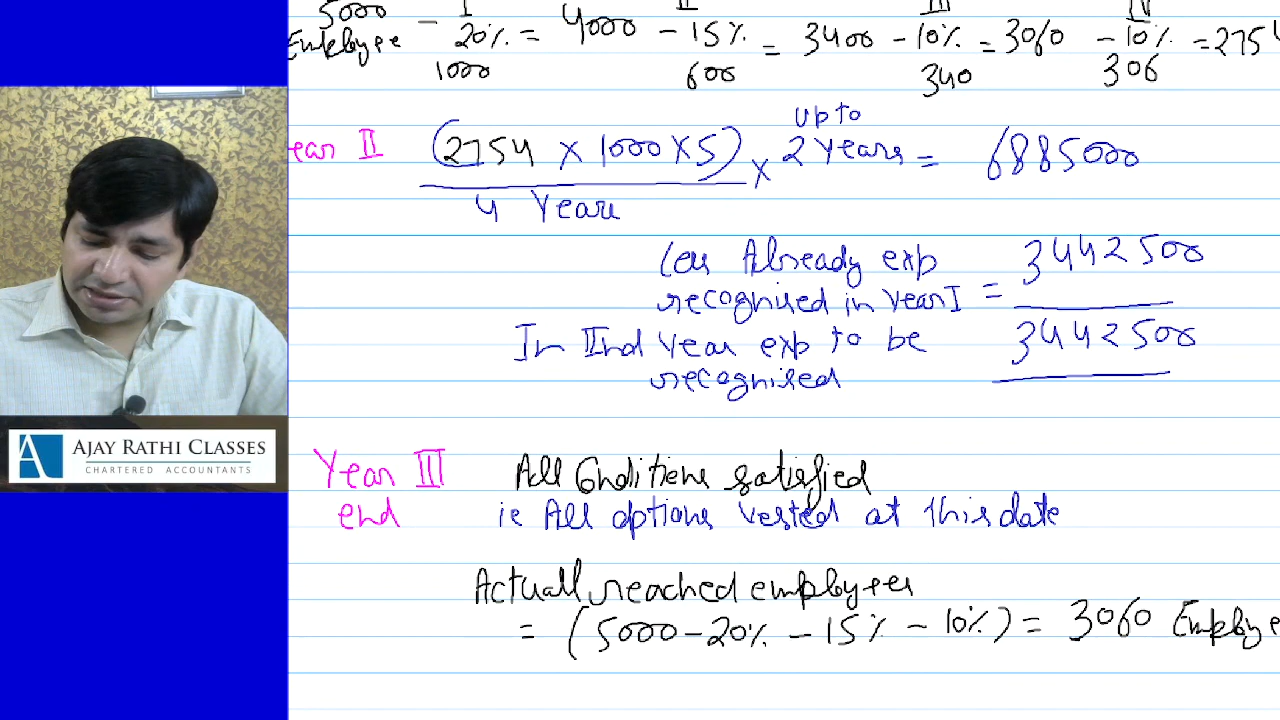 5000 - I 20% = 4000 - II 15% = 3400 - III 10% = 3060 - IV 10% = 275
Employee 1000 600 340 306
ear II (2754 X 1000 X 5) X upto 2 Years = 6885000
4 Years
Less Already exp 3442500
recognised in Year I =
In IInd Year exp to be 3442500
recognised
AJAY RATHI CLASSES
CHARTERED ACCOUNTANTS
Year III All Conditions satisfied
end ie All options vested at this date
Actuall reached employees
= (5000 - 20% - 15% - 10%) = 3060 Employe